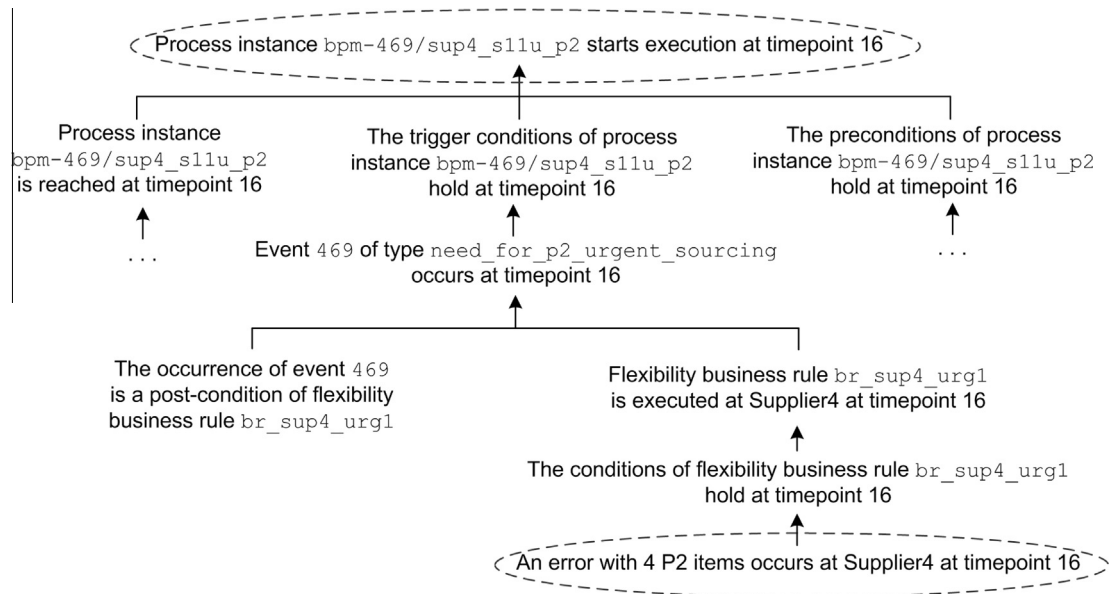 Process instance bpm-469/sup4_s11u_p2 starts execution at timepoint 16
Process instance
bpm-469/sup4_s11u_p2
is reached at timepoint 16
...
The trigger conditions of process
instance bpm-469/sup4_s11u_p2
hold at timepoint 16
The preconditions of process
instance bpm-469/sup4_s11u_p2
hold at timepoint 16
...
Event 469 of type need_for_p2_urgent_sourcing
occurs at timepoint 16
The occurrence of event 469
is a post-condition of flexibility
business rule br_sup4_urg1
Flexibility business rule br_sup4_urg1
is executed at Supplier4 at timepoint 16
The conditions of flexibility business rule br_sup4_urg1
hold at timepoint 16
An error with 4 P2 items occurs at Supplier4 at timepoint 16